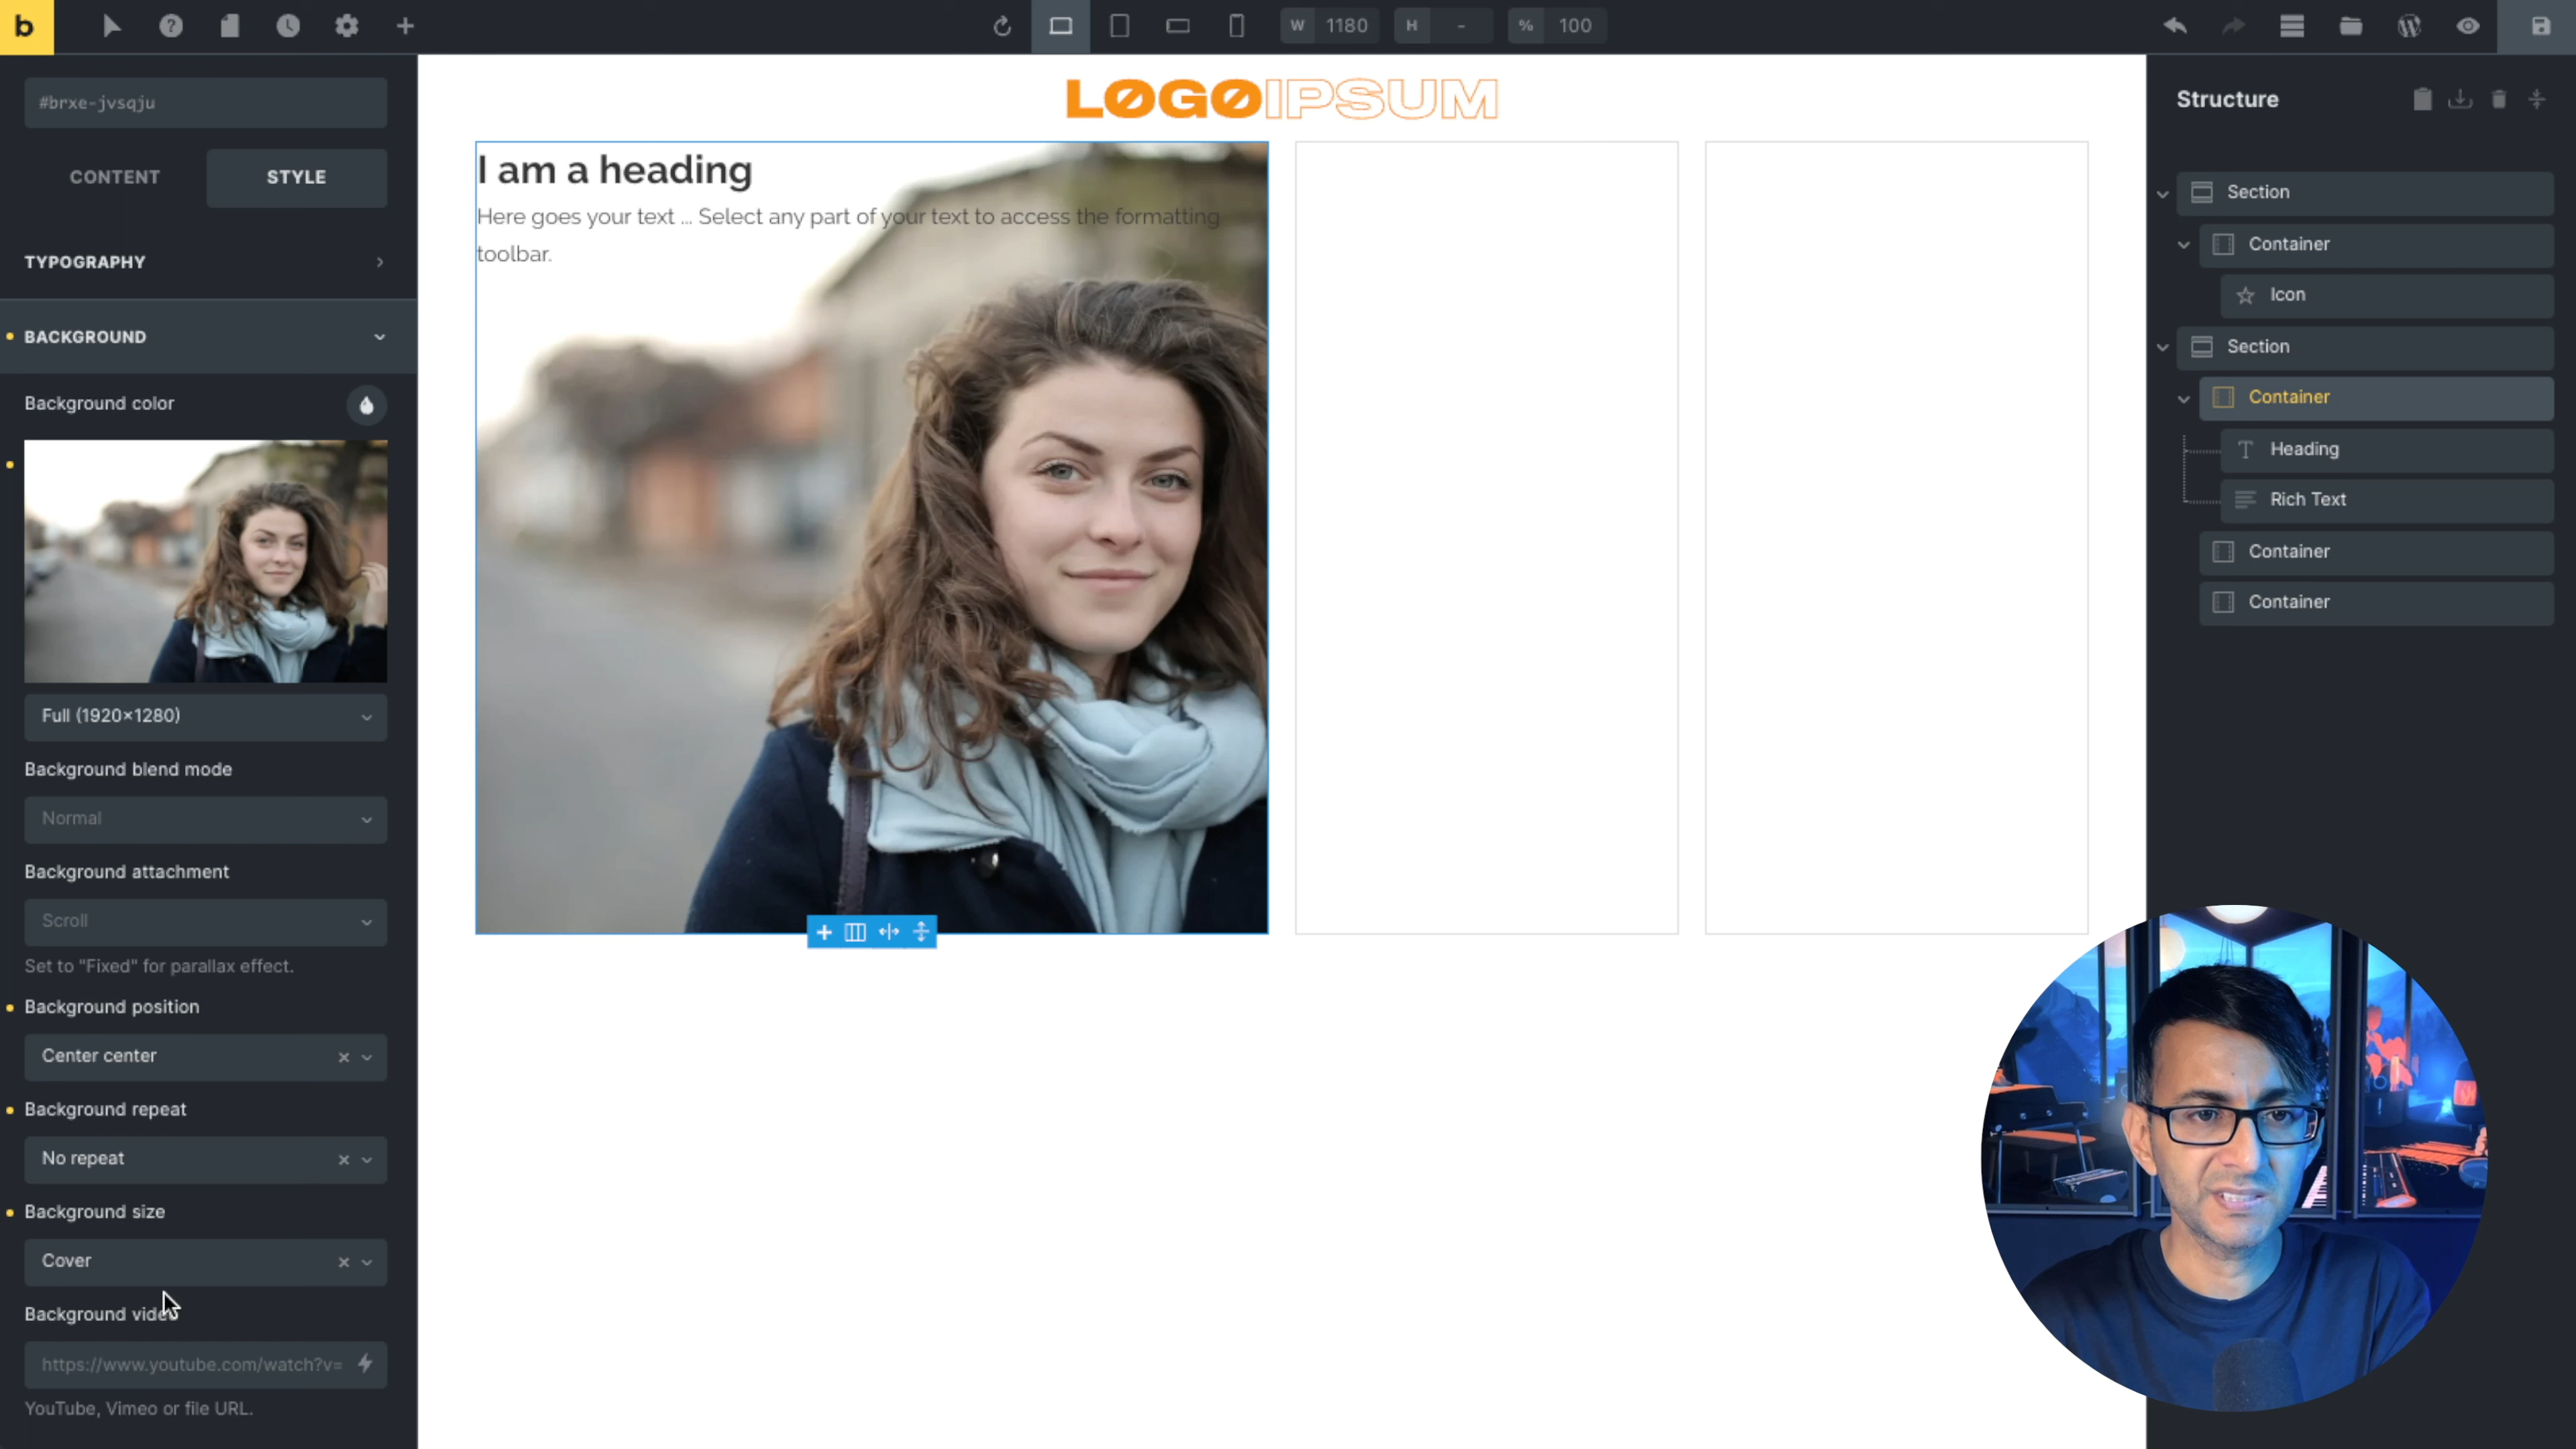 b
W 1180
H -
% 100
#brxe-jvsqju
CONTENT
STYLE
TYPOGRAPHY
BACKGROUND
Background color
Full (1920×1280)
Background blend mode
Normal
Background attachment
Scroll
Set to "Fixed" for parallax effect.
Background position
Center center
Background repeat
No repeat
Background size
Cover
Background video
https://www.youtube.com/watch?v=
YouTube, Vimeo or file URL.
LOGOIPSUM
I am a heading
Here goes your text ... Select any part of your text to access the formatting
toolbar.
Structure
Section
Container
Icon
Section
Container
Heading
Rich Text
Container
Container